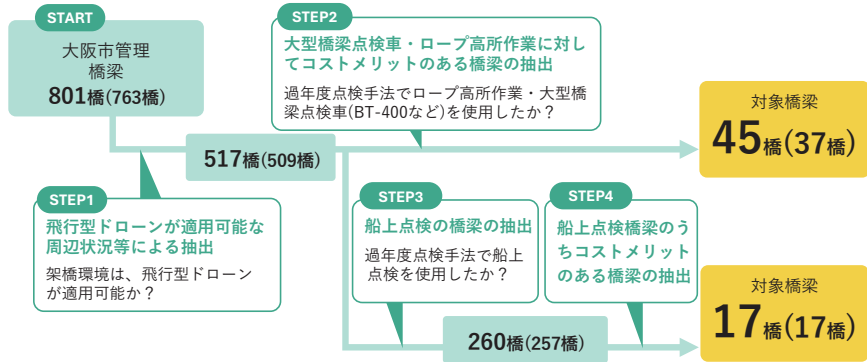 START
大阪市管理
橋梁
801橋(763橋)
STEP1
飛行型ドローンが適用可能な
周辺状況等による抽出
架橋環境は、飛行型ドローン
が適用可能か？
517橋(509橋)
STEP2
大型橋梁点検車・ロープ高所作業に対し
てコストメリットのある橋梁の抽出
過年度点検手法でロープ高所作業・大型橋
梁点検車(BT-400など)を使用したか？
対象橋梁
45橋(37橋)
STEP3
船上点検の橋梁の抽出
過年度点検手法で船上
点検を使用したか？
STEP4
船上点検橋梁のう
ちコストメリット
のある橋梁の抽出
260橋(257橋)
対象橋梁
17橋(17橋)